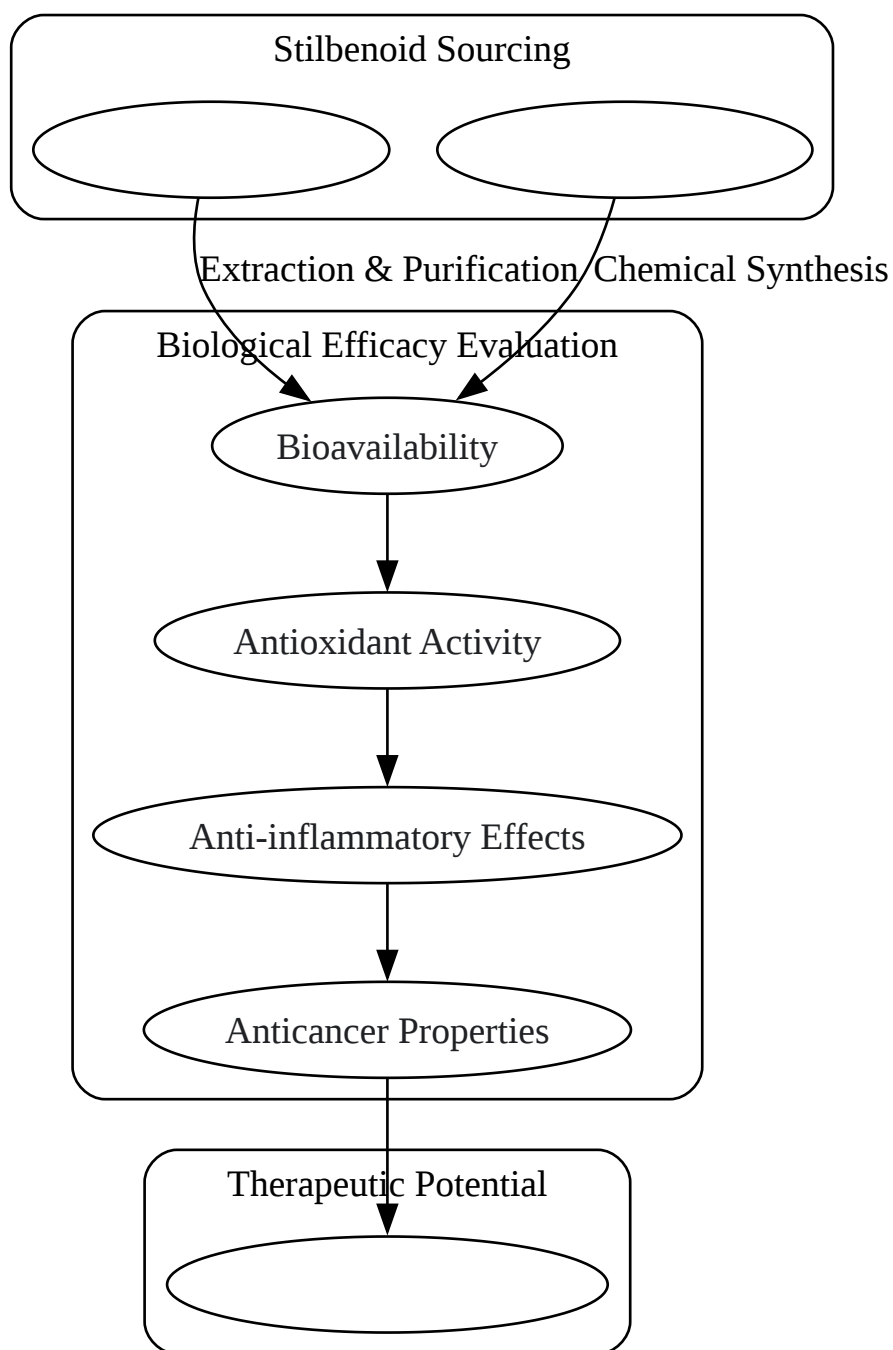 Stilbenoid Sourcing
Extraction & Purification
Chemical Synthesis
Biological Efficacy Evaluation
Bioavailability
Antioxidant Activity
Anti-inflammatory Effects
Anticancer Properties
Therapeutic Potential